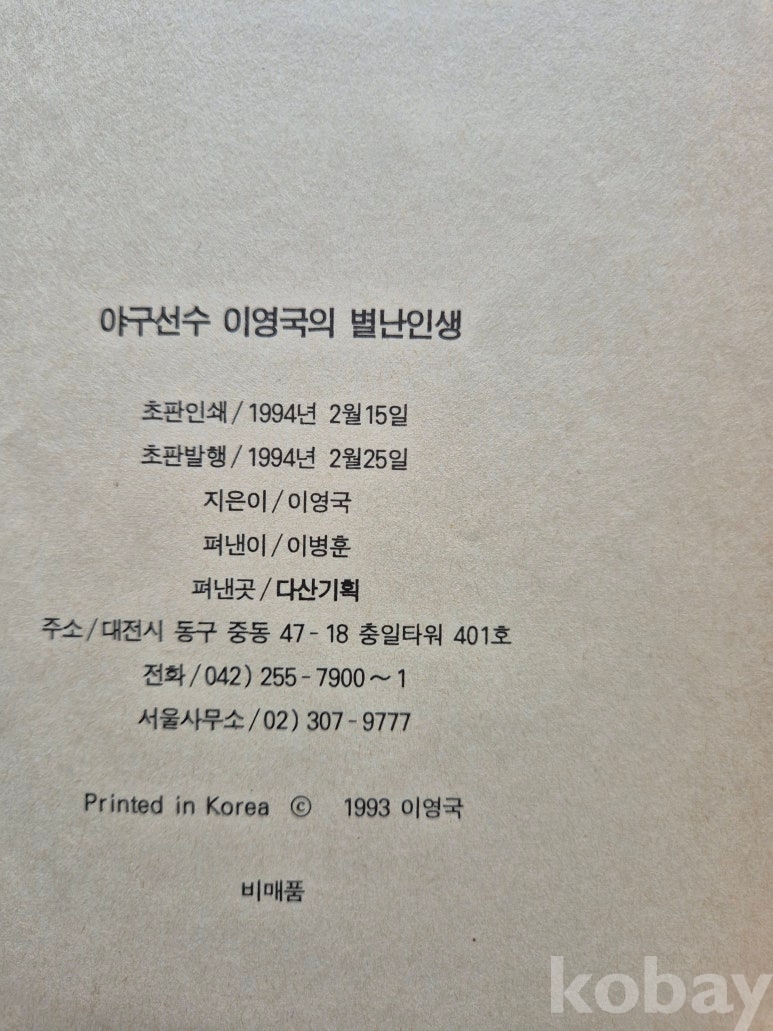 야구선수 이영국의 별난인생
초판인쇄/1994년 2월15일
초판발행/1994년 2월25일
지은이/이영국
펴낸이/이병훈
펴낸곳/다산기획
주소/대전시 동구 중동 47-18 충일타워 401호
전화/042) 255-7900~1
서울사무소/02) 307-9777
Printed in Korea ⓒ 1993 이영국
비매품
kobay